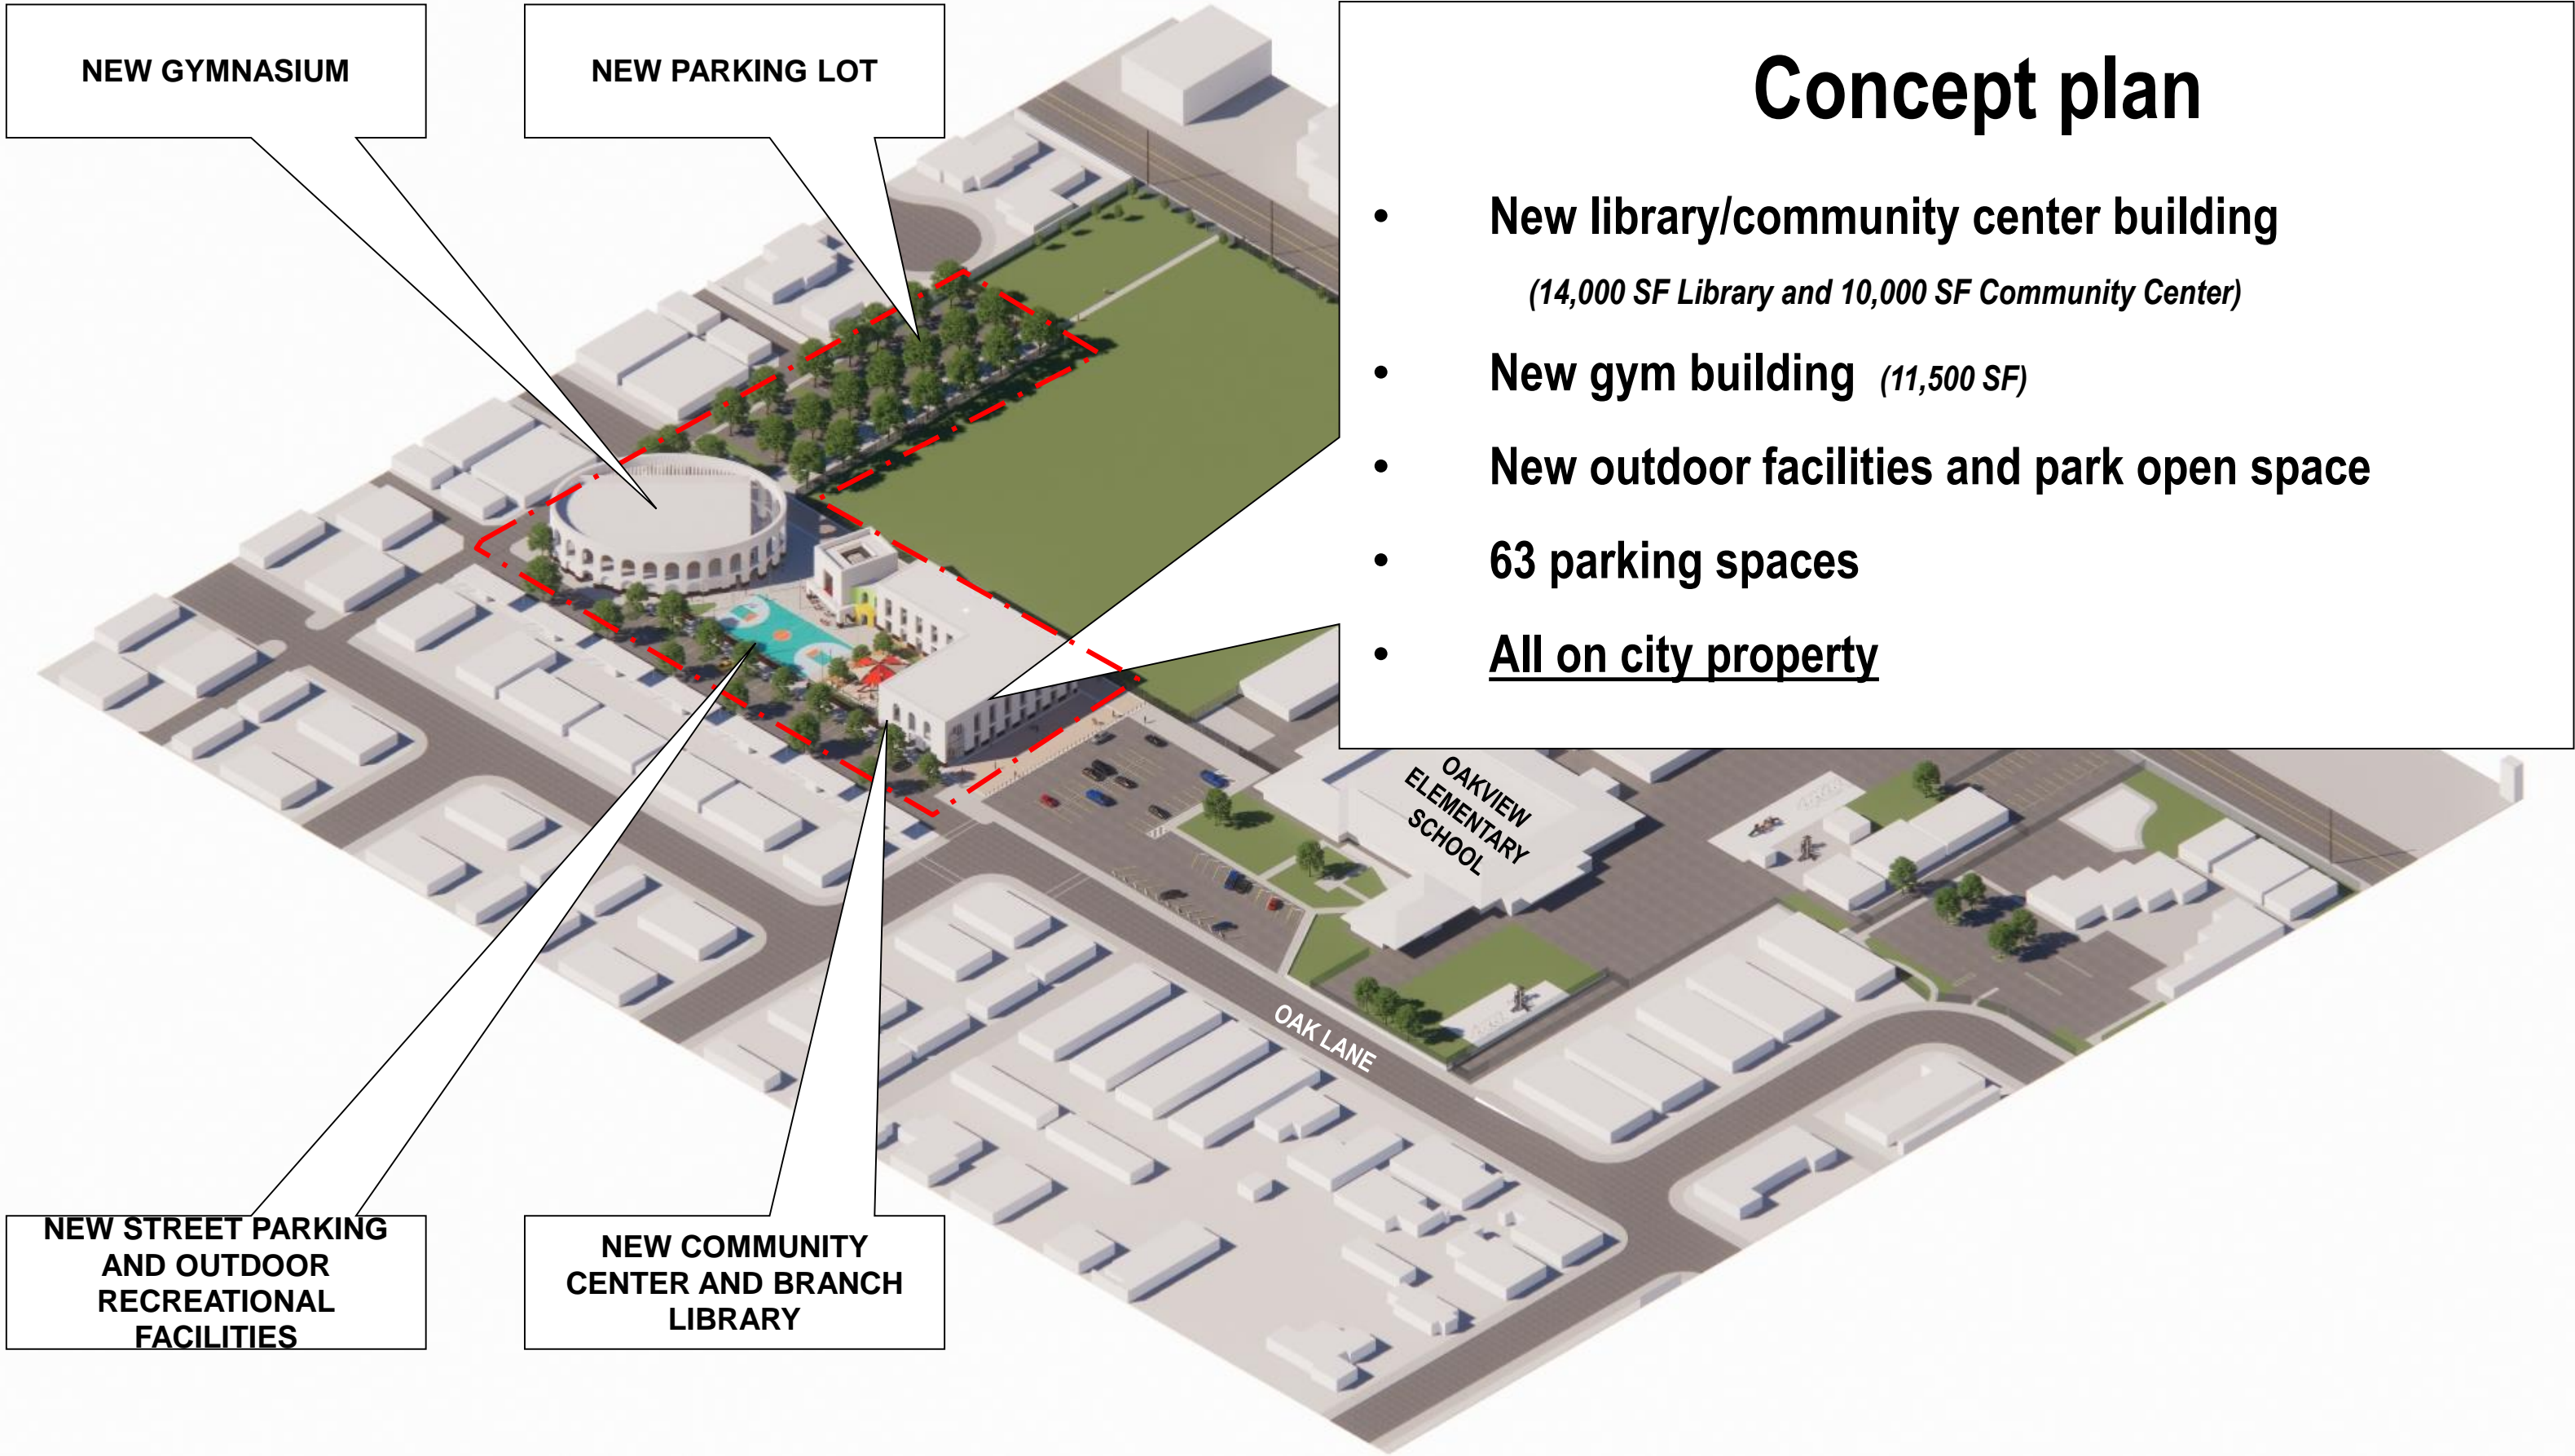 NEW GYMNASIUM
NEW PARKING LOT
Concept plan
• New library/community center building
(14,000 SF Library and 10,000 SF Community Center)
• New gym building (11,500 SF)
• New outdoor facilities and park open space
• 63 parking spaces
• All on city property
OAKVIEW
ELEMENTARY
SCHOOL
OAK LANE
NEW STREET PARKING
AND OUTDOOR
RECREATIONAL
FACILITIES
NEW COMMUNITY
CENTER AND BRANCH
LIBRARY